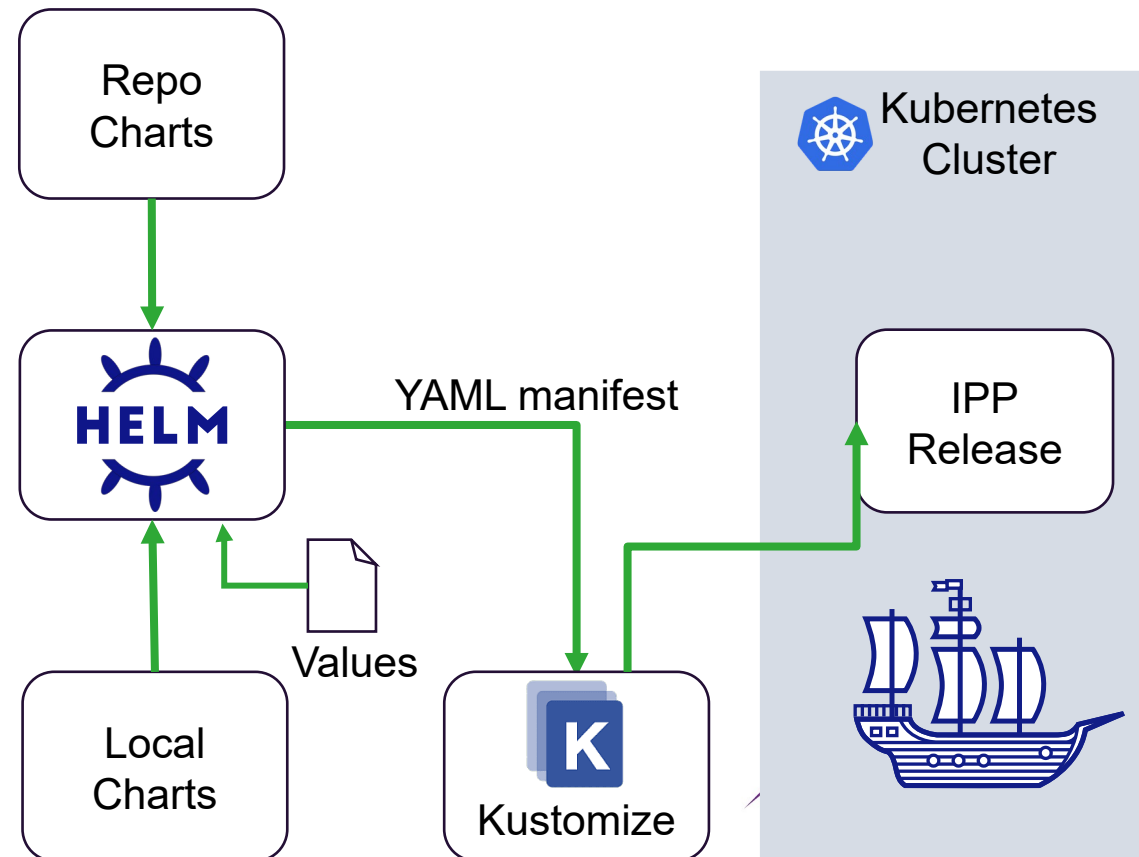 Repo
Charts
Kubernetes
Cluster
HELM
YAML manifest
IPP
Release
Values
Local
Charts
K
Kustomize